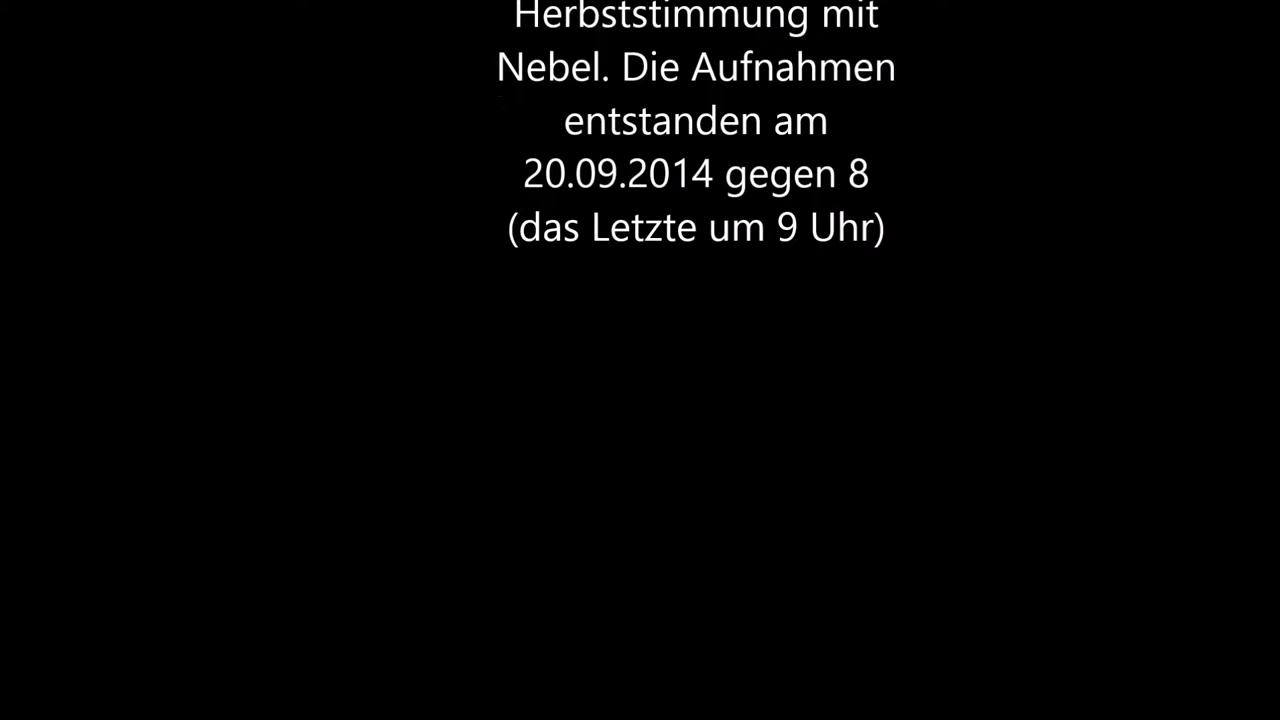 Herbststimmung mit
Nebel. Die Aufnahmen
entstanden am
20.09.2014 gegen 8
(das Letzte um 9 Uhr)